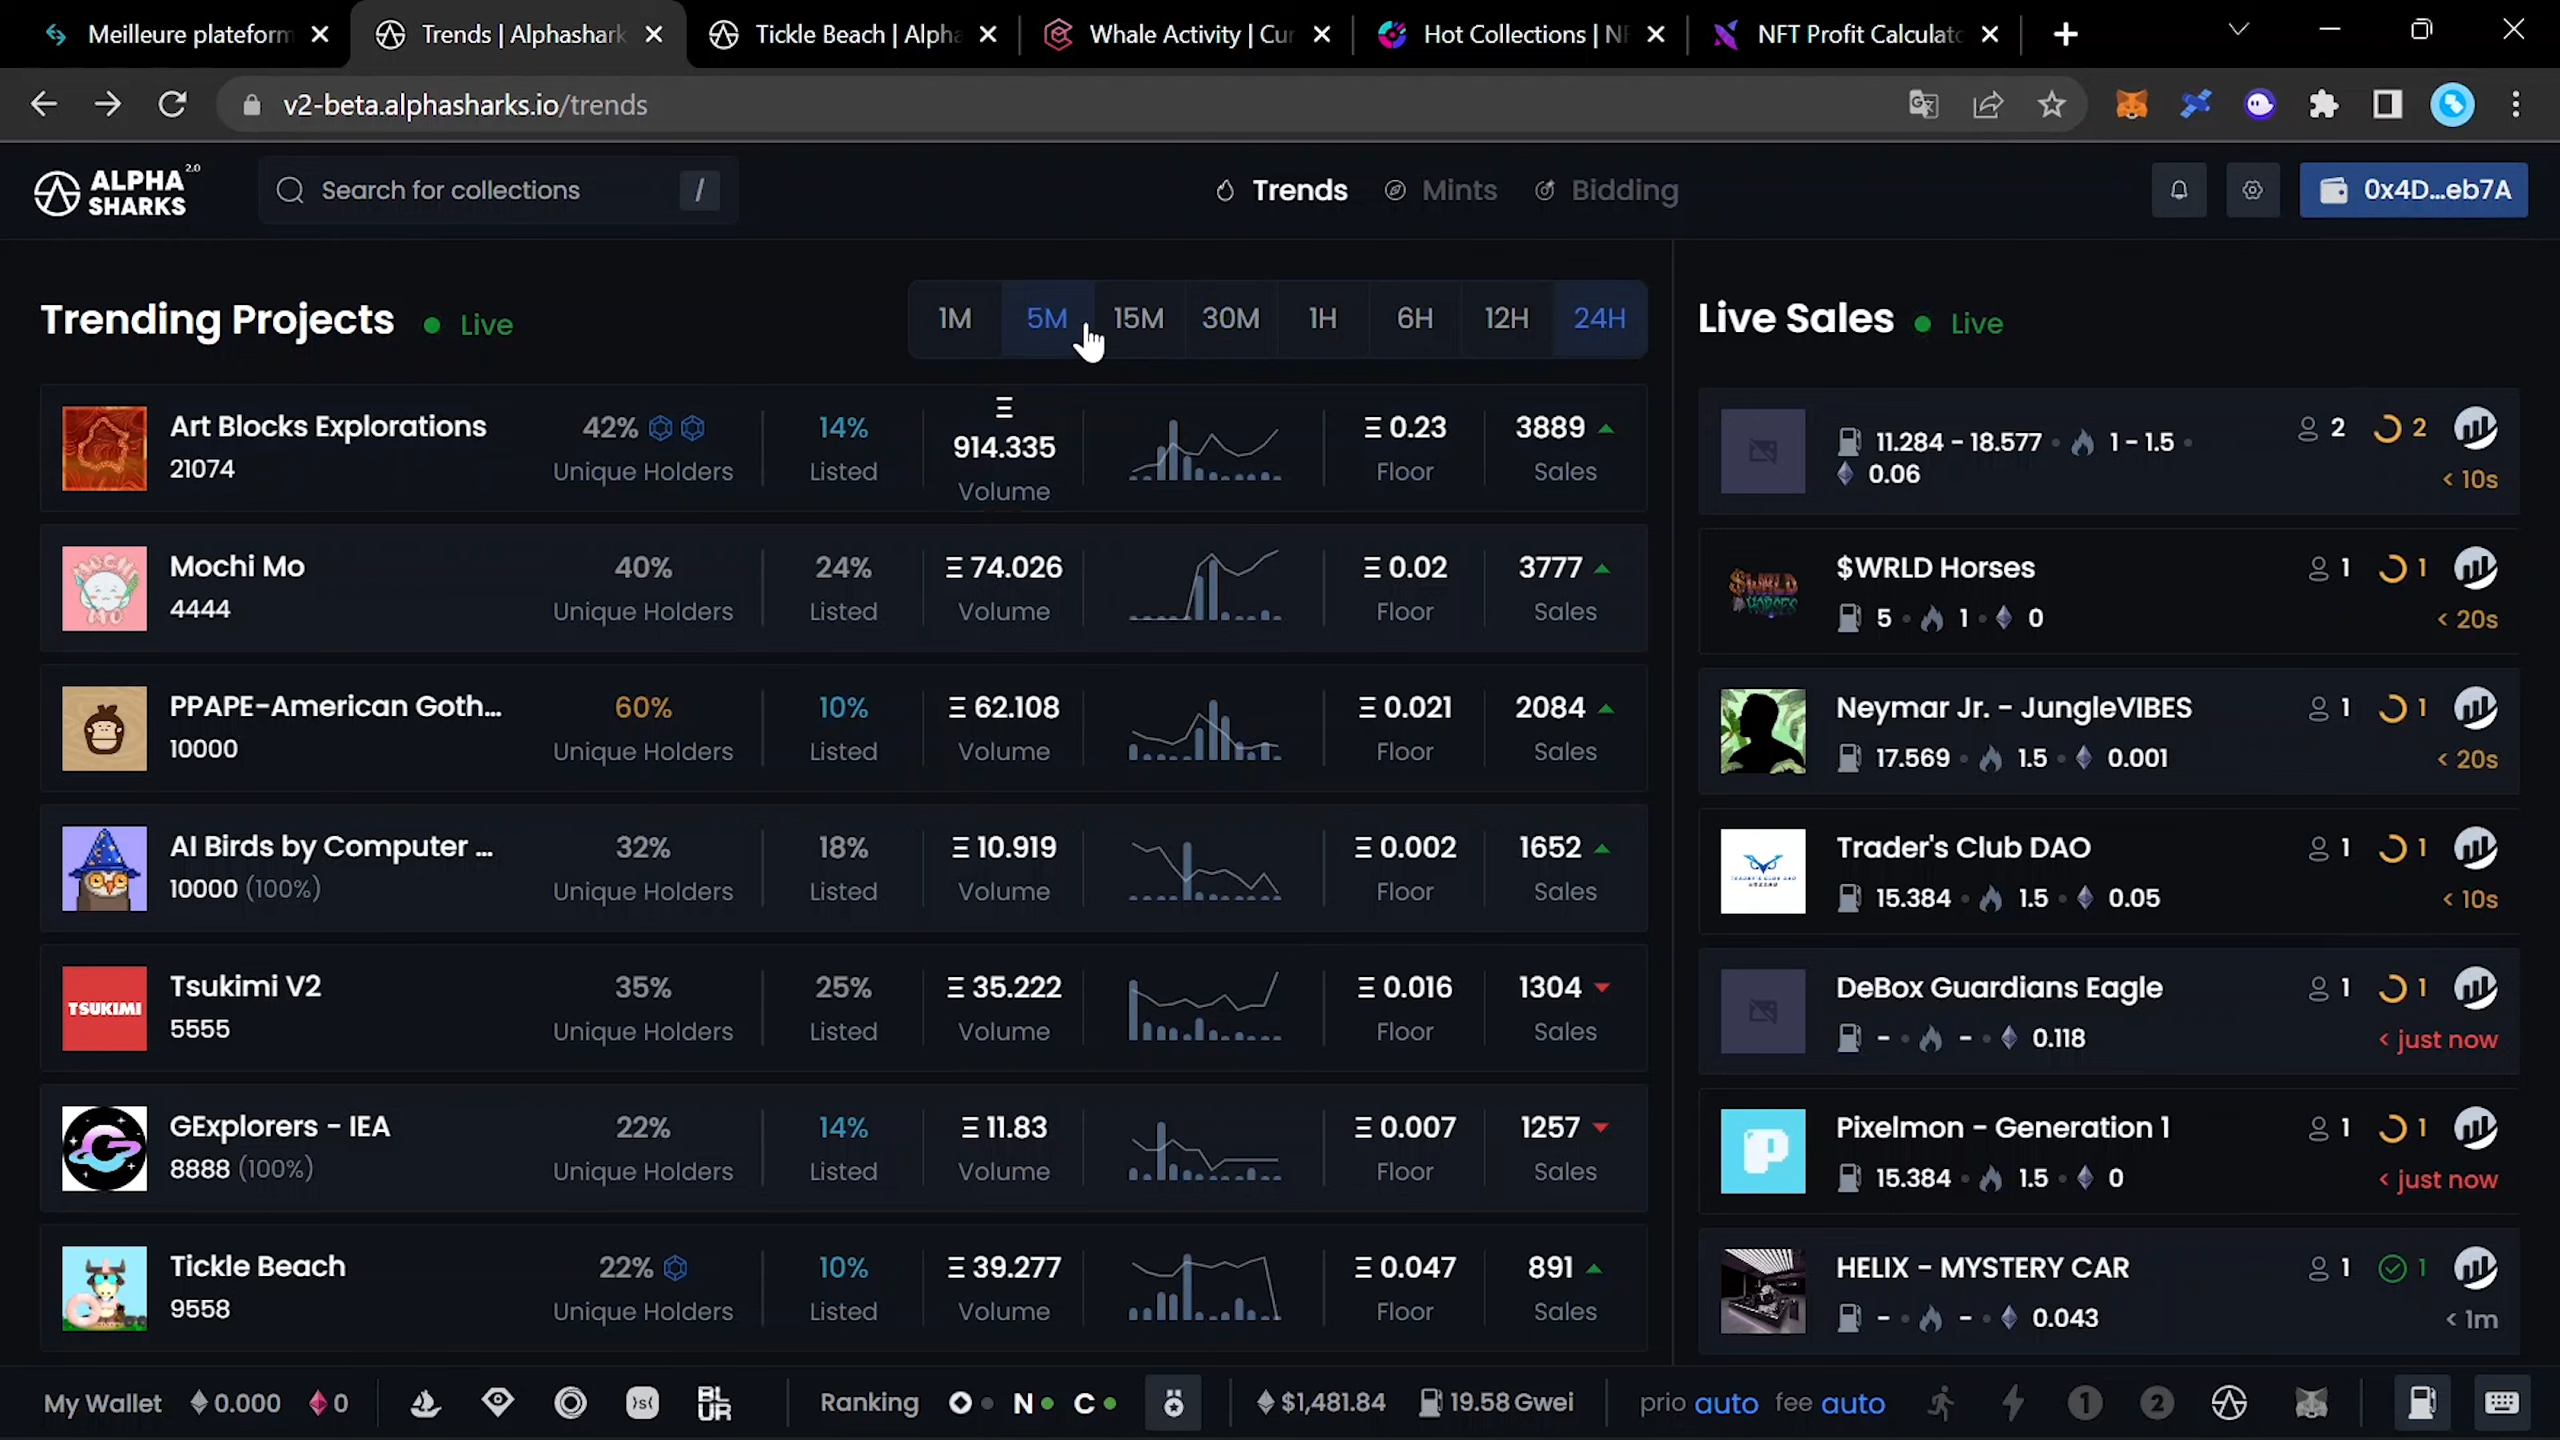 Meilleure plateform
Trends | Alphashark
Tickle Beach | Alpha
Whale Activity | Cur
Hot Collections | NF
NFT Profit Calculato
v2-beta.alphasharks.io/trends
ALPHA SHARKS 2.0
Search for collections /
Trends Mints Bidding
0x4D...eb7A
Trending Projects Live
1M 5M 15M 30M 1H 6H 12H 24H
Art Blocks Explorations 42% 14% Ξ 914.335 Ξ 0.23 3889
21074 Unique Holders Listed Volume Floor Sales
Mochi Mo 40% 24% Ξ 74.026 Ξ 0.02 3777
4444 Unique Holders Listed Volume Floor Sales
PPAPE-American Goth... 60% 10% Ξ 62.108 Ξ 0.021 2084
10000 Unique Holders Listed Volume Floor Sales
AI Birds by Computer ... 32% 18% Ξ 10.919 Ξ 0.002 1652
10000 (100%) Unique Holders Listed Volume Floor Sales
TSUKIMI
Tsukimi V2 35% 25% Ξ 35.222 Ξ 0.016 1304
5555 Unique Holders Listed Volume Floor Sales
GExplorers - IEA 22% 14% Ξ 11.83 Ξ 0.007 1257
8888 (100%) Unique Holders Listed Volume Floor Sales
Tickle Beach 22% 10% Ξ 39.277 Ξ 0.047 891
9558 Unique Holders Listed Volume Floor Sales
Live Sales Live
11.284 - 18.577 • 1 - 1.5 • 2 2
0.06 < 10s
$WRLD HORSES
$WRLD Horses 1 1
5 • 1 • 0 < 20s
Neymar Jr. - JungleVIBES 1 1
17.569 • 1.5 • 0.001 < 20s
Trader's Club DAO 1 1
15.384 • 1.5 • 0.05 < 10s
DeBox Guardians Eagle 1 1
- • - • 0.118 < just now
Pixelmon - Generation 1 1 1
15.384 • 1.5 • 0 < just now
HELIX - MYSTERY CAR 1 1
- • - • 0.043 < 1m
My Wallet 0.000 0 BLUR Ranking N C $1,481.84 19.58 Gwei prio auto fee auto 1 2